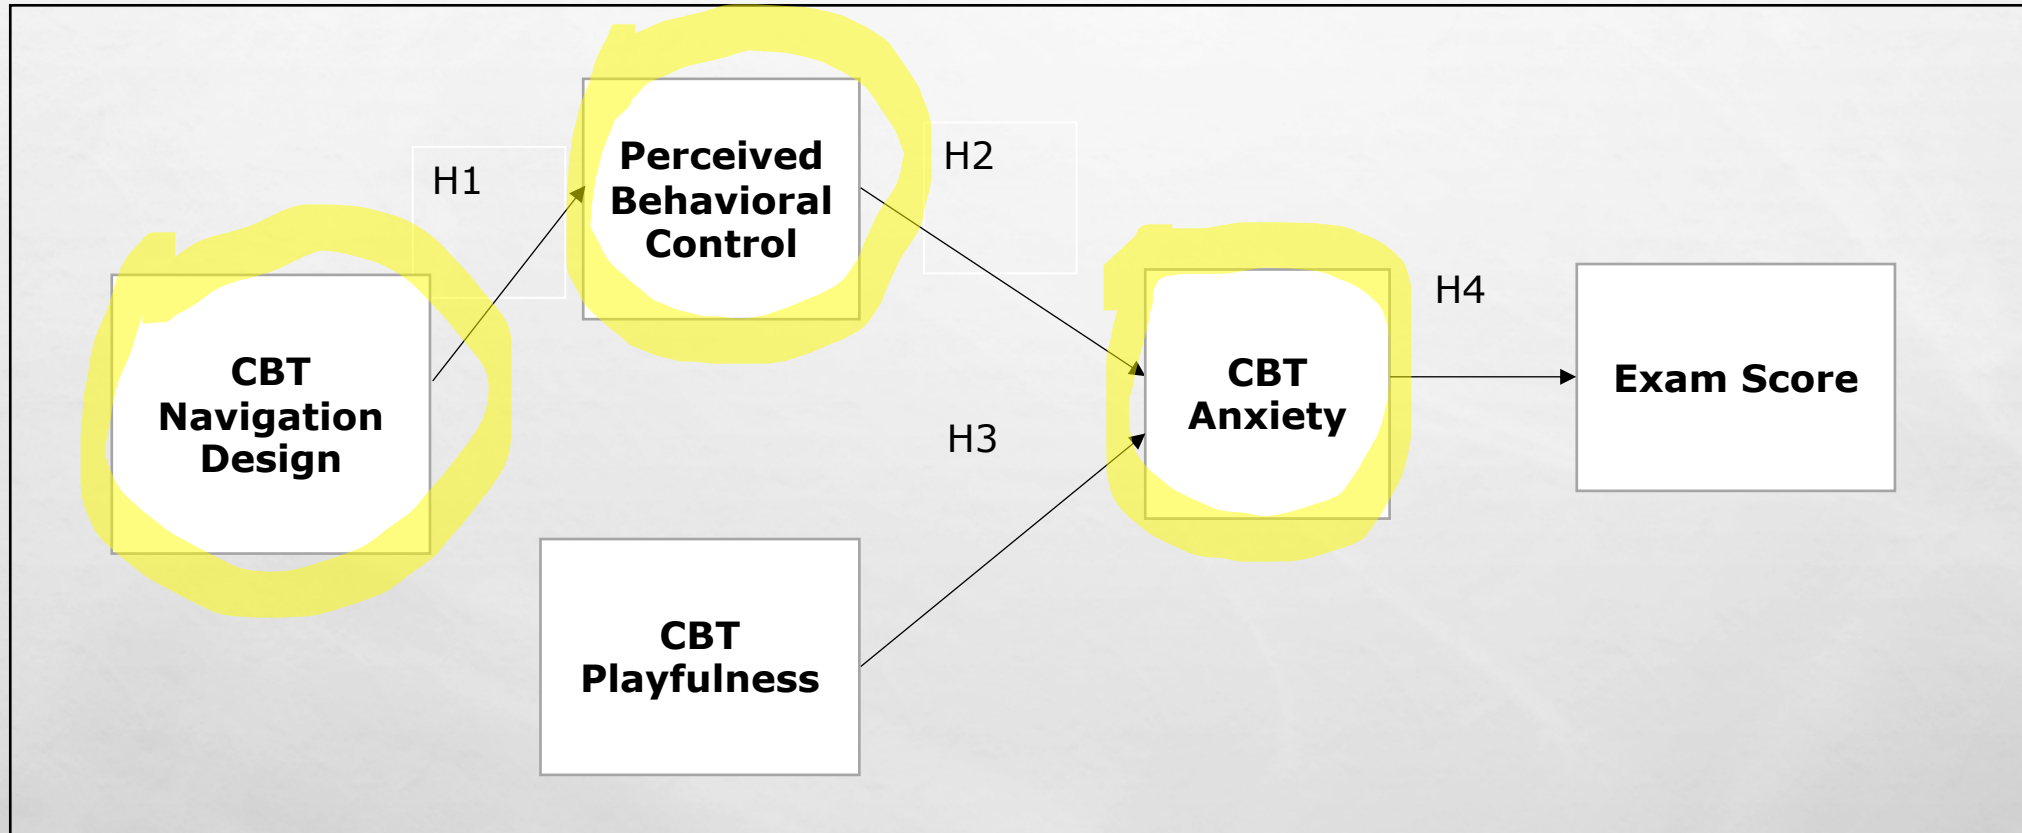 H1
Perceived
Behavioral
Control
H2
CBT
Navigation
Design
H3
CBT
Anxiety
H4
Exam Score
CBT
Playfulness